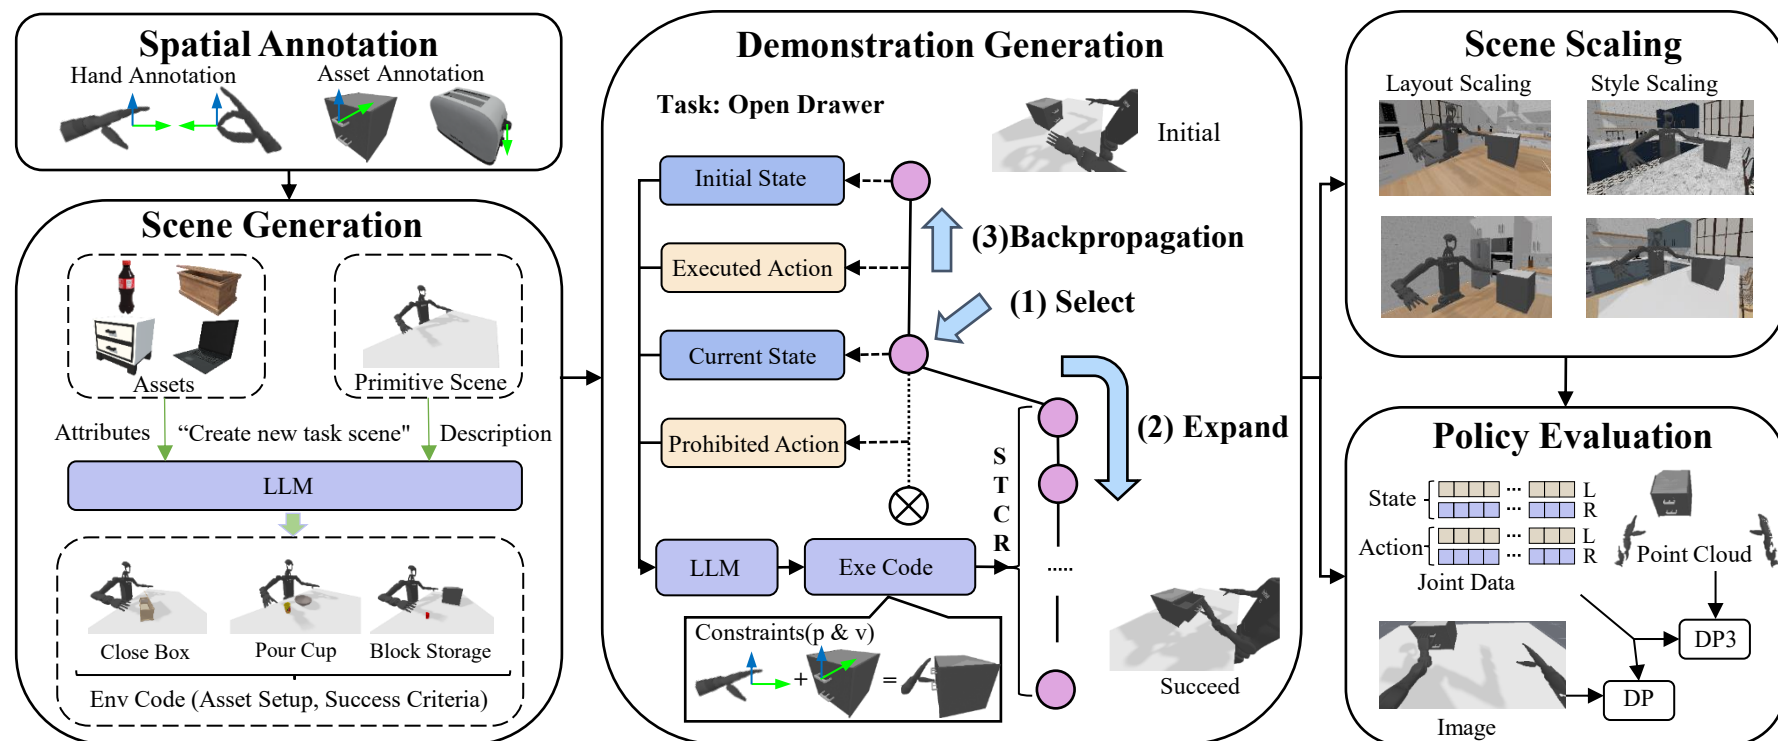 Spatial Annotation
Hand Annotation
Asset Annotation
Scene Generation
Assets
Primitive Scene
Attributes
“Create new task scene"
Description
LLM
Close Box
Pour Cup
Block Storage
Env Code (Asset Setup, Success Criteria)
Demonstration Generation
Task: Open Drawer
Initial
Initial State
(3)Backpropagation
Executed Action
(1) Select
Current State
(2) Expand
Prohibited Action
S
T
C
R
LLM
Exe Code
......
Constraints(p & v)
+
=
Succeed
Scene Scaling
Layout Scaling
Style Scaling
Policy Evaluation
State
... L
... R
Action
... L
... R
Joint Data
Point Cloud
DP3
DP
Image